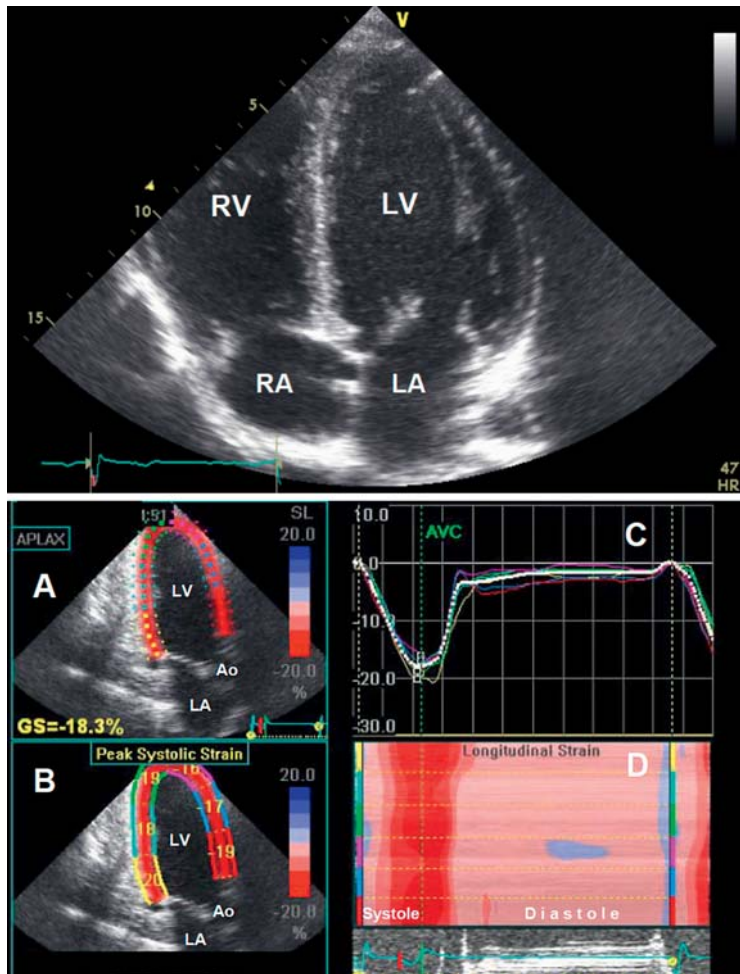 V
5
RV
LV
10
15
RA
LA
47
HR
SL
APLAX
20.0
A
LV
Ao
LA
-20.0
%
GS=-18.3%
10.0
AVC
C
0.0
-10.0
-20.0
-30.0
Peak Systolic Strain
B
20.0
-19
-16
-17
18
LV
-19
-20
Ao
LA
-20.0
%
Longitudinal Strain
D
Systole
Diastole